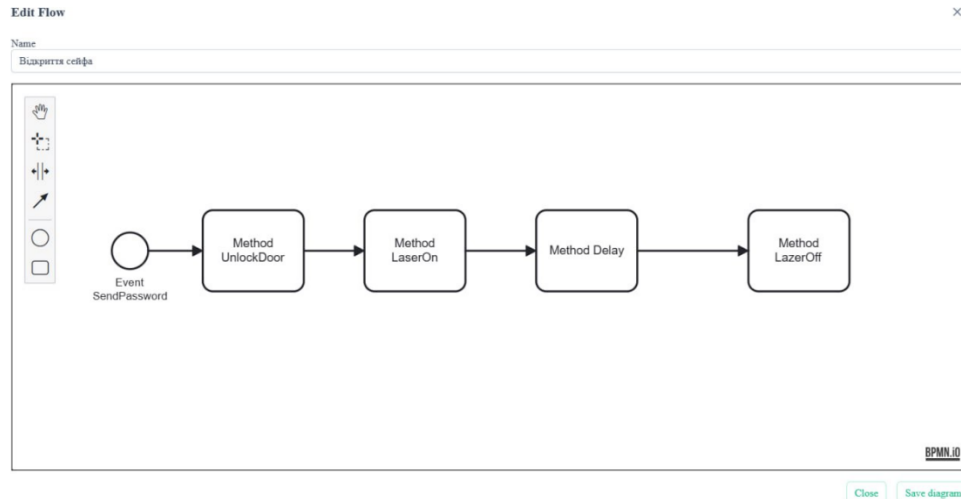 Edit Flow
Name
Відкриття сейфа
Event
SendPassword
Method
UnlockDoor
Method
LaserOn
Method Delay
Method
LazerOff
BPMN.iO
Close
Save diagram